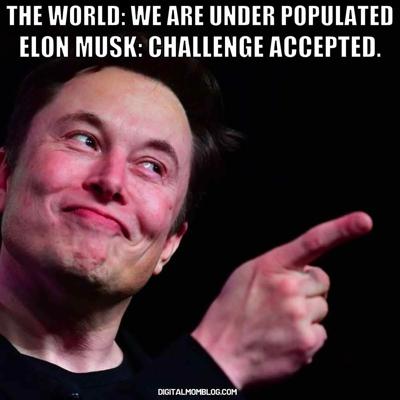 THE WORLD: WE ARE UNDER POPULATED
ELON MUSK: CHALLENGE ACCEPTED.
DIGITALMOMBLOG.COM